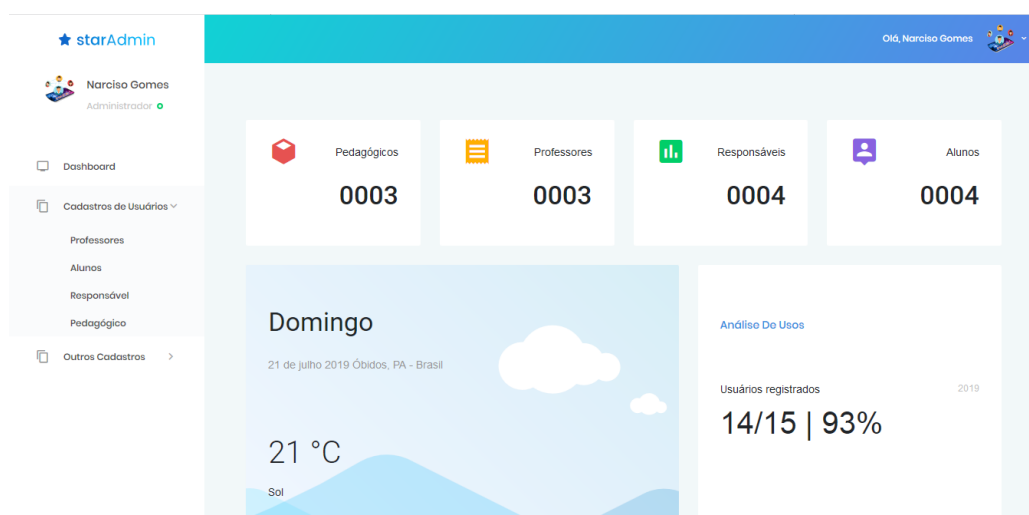 starAdmin
Olá, Narciso Gomes
Narciso Gomes
Administrador
Dashboard
Cadastros de Usuários
Professores
Alunos
Responsável
Pedagógico
Outros Cadastros
Pedagógicos
0003
Professores
0003
Responsáveis
0004
Alunos
0004
Domingo
21 de julho 2019 Óbidos, PA - Brasil
21 °C
Sol
Análise De Usos
Usuários registrados
2019
14/15 | 93%